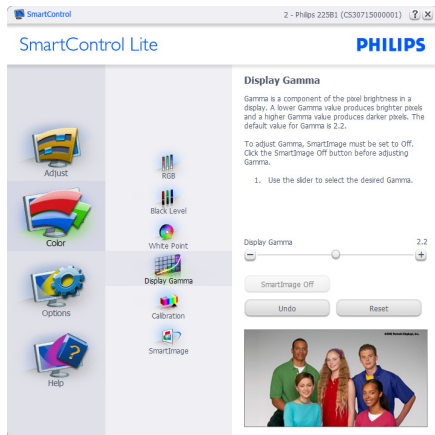 SmartControl
2 - Philips 225B1 (CS30715000001)
SmartControl Lite
PHILIPS
Adjust
Color
Options
Help
RGB
Black Level
White Point
Display Gamma
Calibration
SmartImage
Display Gamma
Gamma is a component of the pixel brightness in a
display. A lower Gamma value produces brighter pixels
and a higher Gamma value produces darker pixels. The
default value for Gamma is 2.2.
To adjust Gamma, SmartImage must be set to Off.
Click the SmartImage Off button before adjusting
Gamma.
1. Use the slider to select the desired Gamma.
Display Gamma 2.2
SmartImage Off
Undo Reset